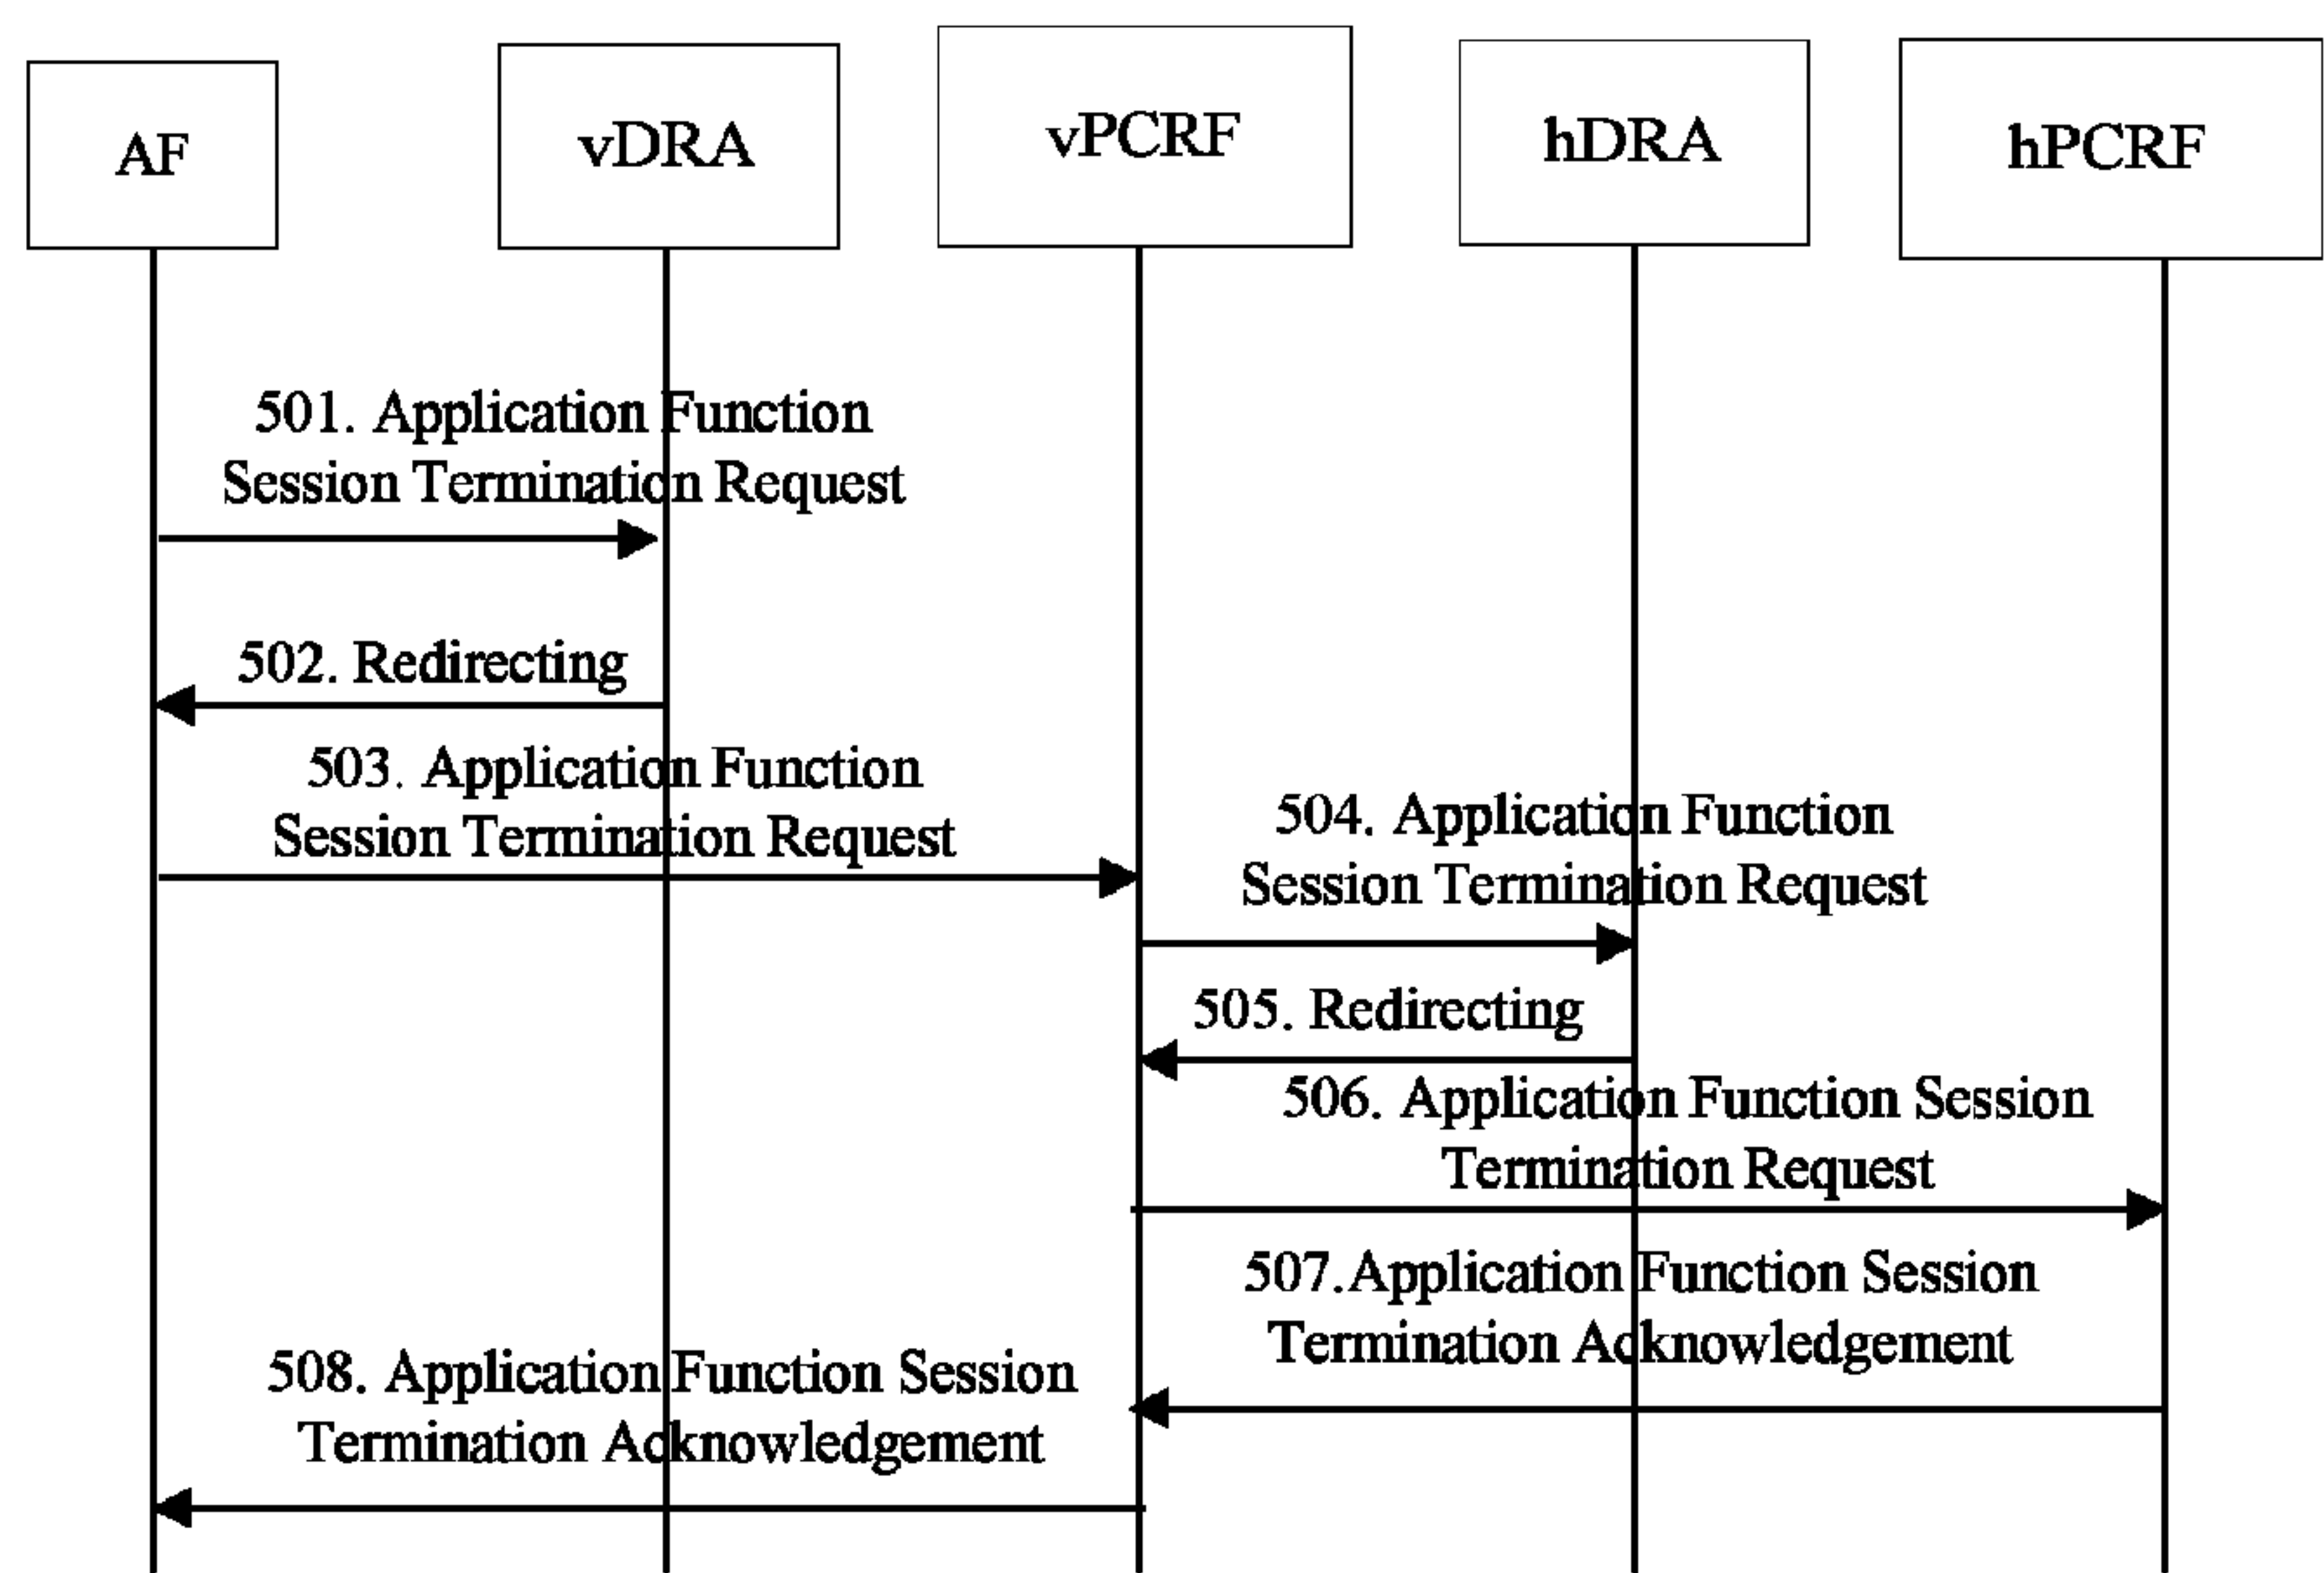 AF
vDRA
vPCRF
hDRA
hPCRF
501. Application Function
Session Termination Request
502. Redirecting
503. Application Function
Session Termination Request
504. Application Function
Session Termination Request
505. Redirecting
506. Application Function Session
Termination Request
507.Application Function Session
Termination Acknowledgement
508. Application Function Session
Termination Acknowledgement